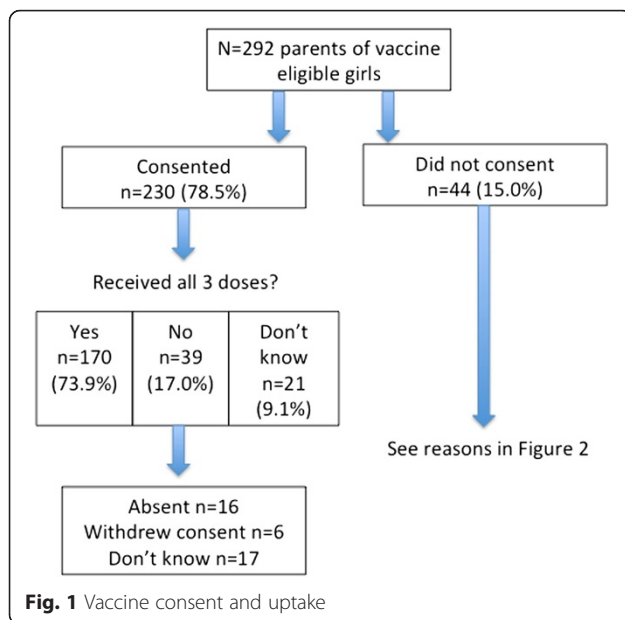 N=292 parents of vaccine
eligible girls
Consented
n=230 (78.5%)
Did not consent
n=44 (15.0%)
Received all 3 doses?
Yes
n=170
(73.9%)
No
n=39
(17.0%)
Don't
know
n=21
(9.1%)
See reasons in Figure 2
Absent n=16
Withdrew consent n=6
Don't know n=17
Fig. 1 Vaccine consent and uptake